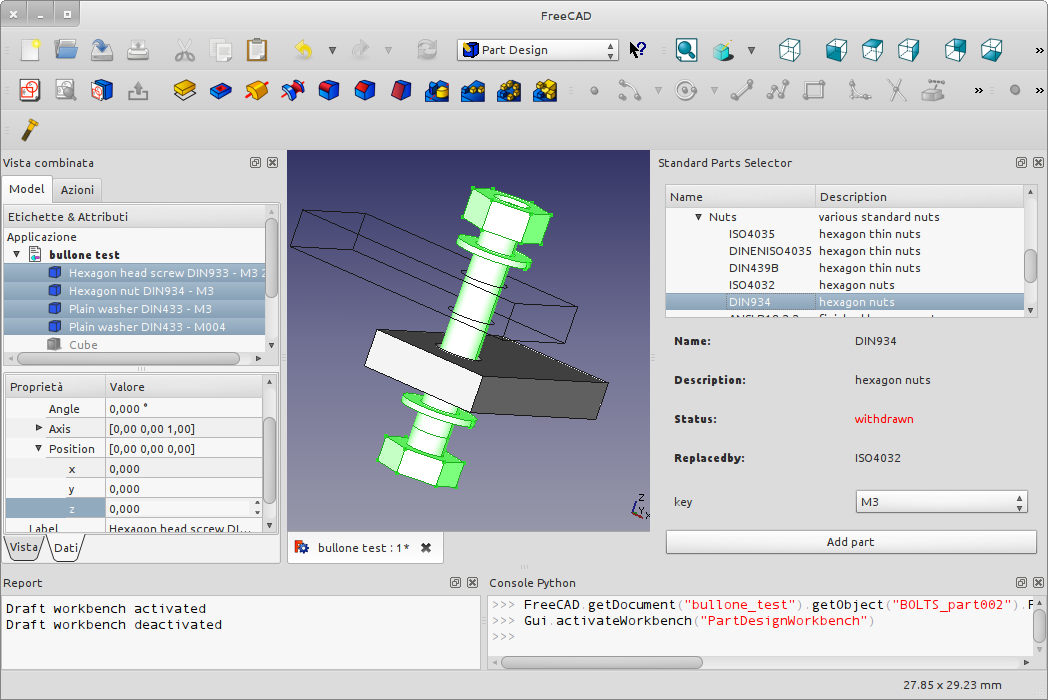 FreeCAD
Part Design
Vista combinata
Model
Azioni
Etichette & Attributi
Applicazione
bullone test
Hexagon head screw DIN933 - M3 2
Hexagon nut DIN934 - M3
Plain washer DIN433 - M3
Plain washer DIN433 - M004
Cube
Proprietà Valore
Angle 0,000 °
Axis [0,00 0,00 1,00]
Position [0,00 0,00 0,00]
x 0,000
y 0,000
z 0,000
Label Hexagon head screw DI...
Vista
Dati
Z
Y
X
bullone test : 1*
Standard Parts Selector
Name Description
Nuts various standard nuts
ISO4035 hexagon thin nuts
DINENISO4035 hexagon thin nuts
DIN439B hexagon thin nuts
ISO4032 hexagon nuts
DIN934 hexagon nuts
Name: DIN934
Description: hexagon nuts
Status: withdrawn
Replacedby: ISO4032
key M3
Add part
Report
Draft workbench activated
Draft workbench deactivated
Console Python
>>> FreeCAD.getDocument("bullone_test").getObject("BOLTS_part002").F
>>> Gui.activateWorkbench("PartDesignWorkbench")
>>>
27.85 x 29.23 mm